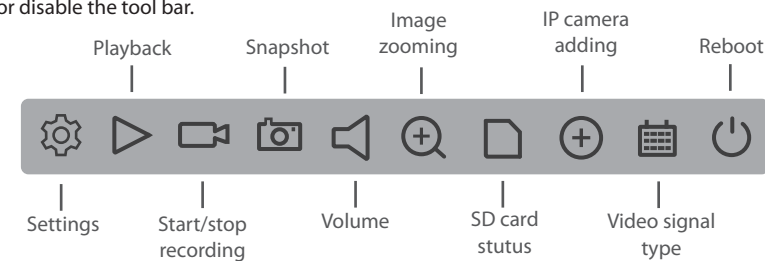 or disable the tool bar.
Image
zooming
IP camera
adding
Playback
Snapshot
Reboot
Settings
Start/stop
recording
Volume
SD card
stutus
Video signal
type